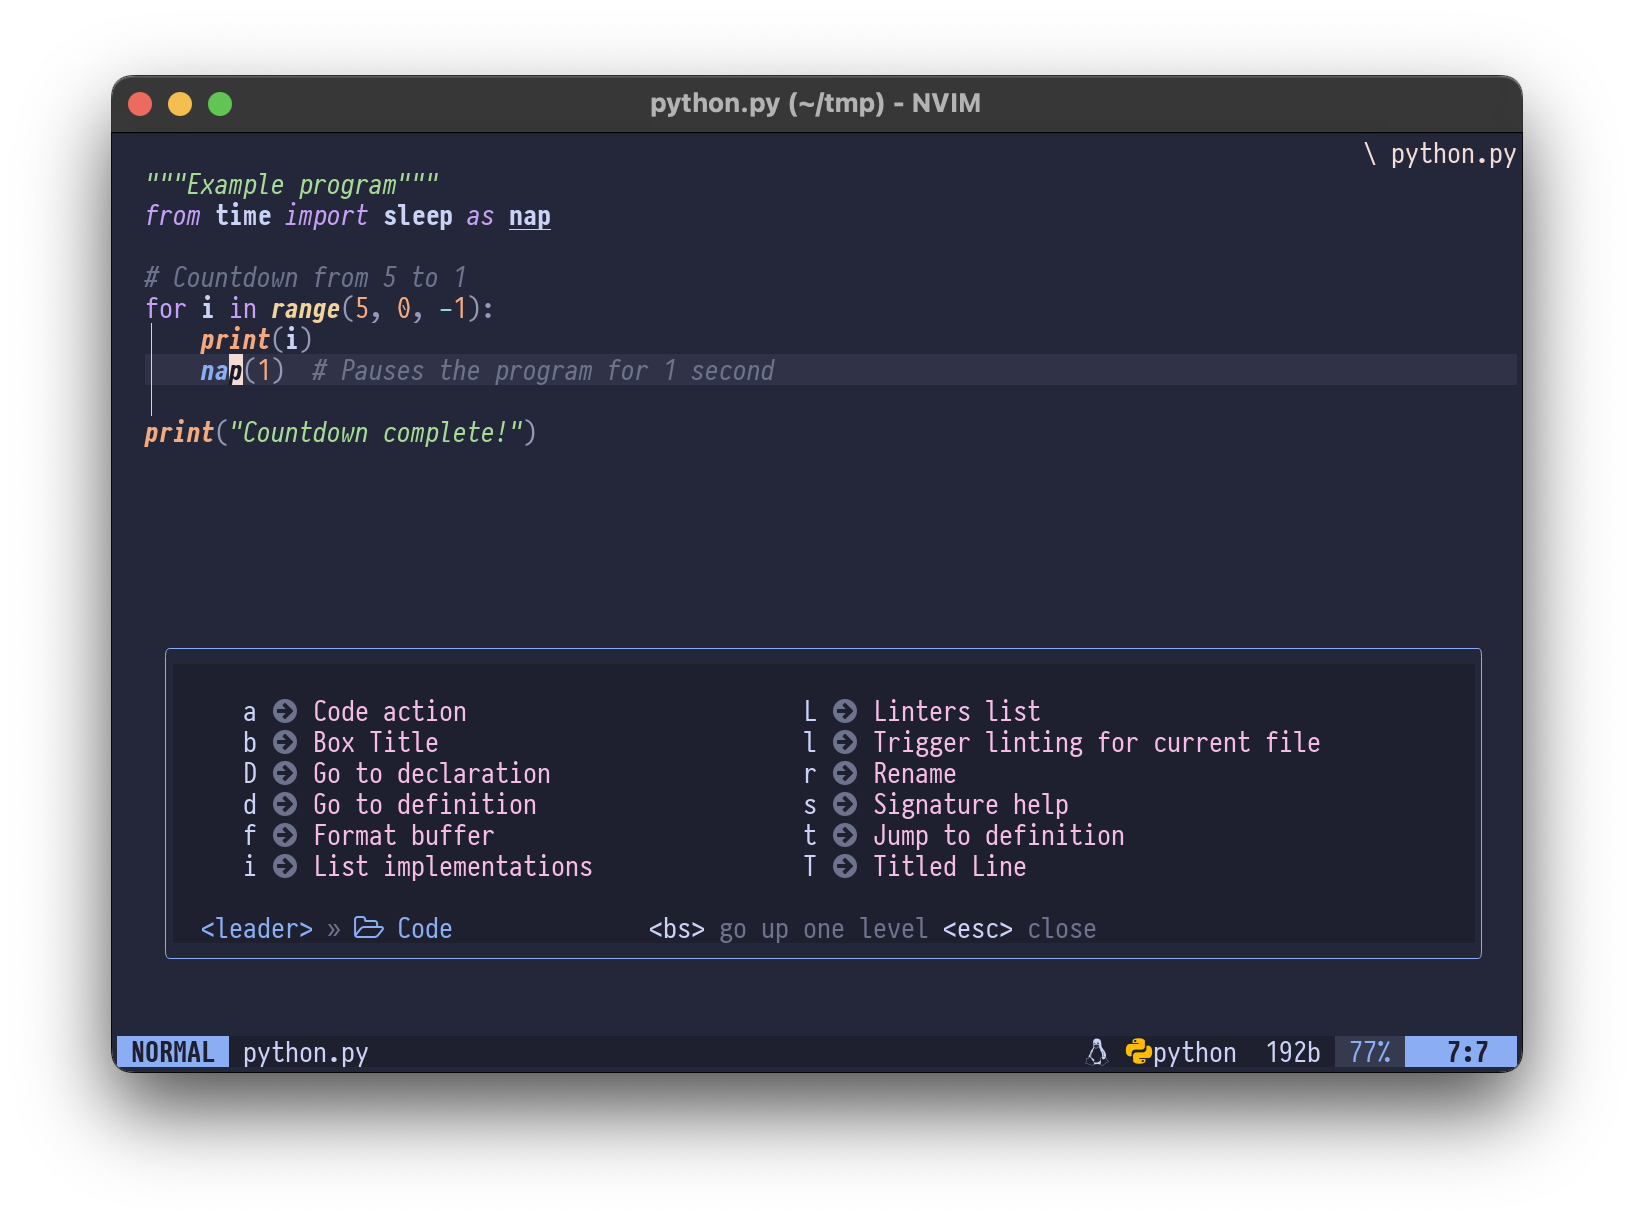 python.py (~/tmp) - NVIM
\ python.py
"""Example program"""
from time import sleep as nap
# Countdown from 5 to 1
for i in range(5, 0, -1):
    print(i)
    nap(1)  # Pauses the program for 1 second
print("Countdown complete!")
a Code action
b Box Title
D Go to declaration
d Go to definition
f Format buffer
i List implementations
L Linters list
l Trigger linting for current file
r Rename
s Signature help
t Jump to definition
T Titled Line
<leader> » Code <bs> go up one level <esc> close
NORMAL python.py python 192b 77% 7:7